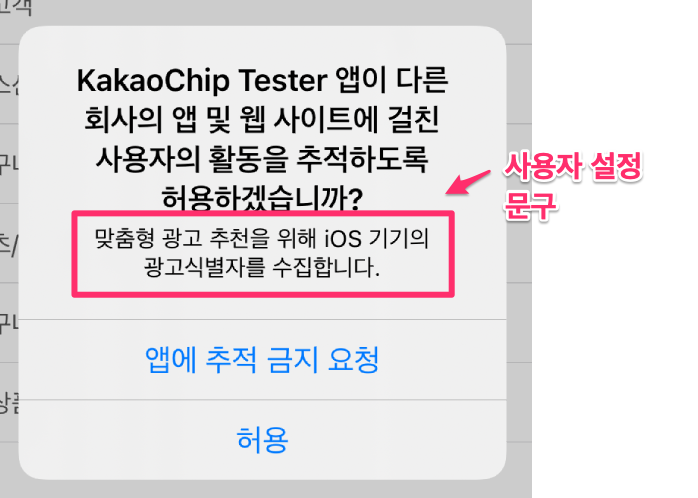 고객
KakaoChip Tester 앱이 다른
회사의 앱 및 웹 사이트에 걸친
사용자의 활동을 추적하도록
허용하겠습니까?
맞춤형 광고 추천을 위해 iOS 기기의
광고식별자를 수집합니다.
사용자 설정
문구
앱에 추적 금지 요청
허용